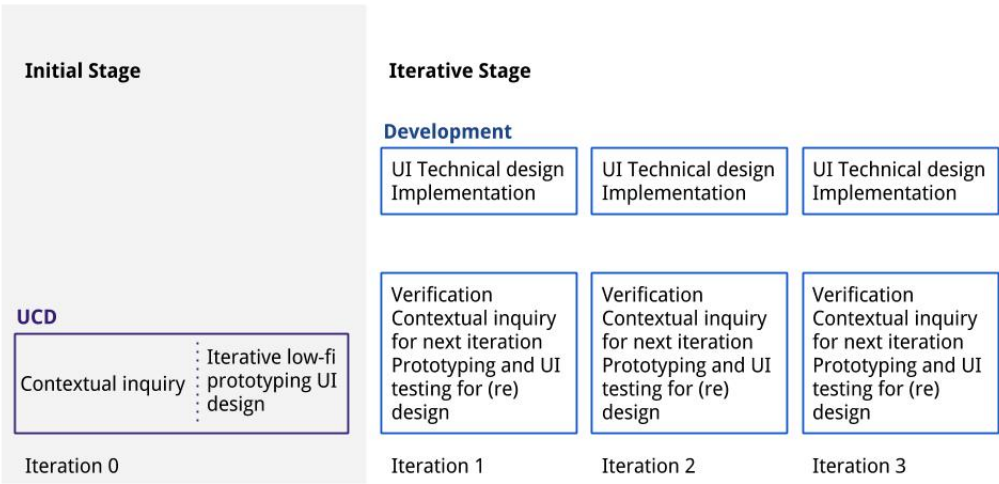 Initial Stage
Iterative Stage
Development
UI Technical design
Implementation
UI Technical design
Implementation
UI Technical design
Implementation
UCD
Contextual inquiry
Iterative low-fi
prototyping UI
design
Verification
Contextual inquiry
for next iteration
Prototyping and UI
testing for (re)
design
Verification
Contextual inquiry
for next iteration
Prototyping and UI
testing for (re)
design
Verification
Contextual inquiry
for next iteration
Prototyping and UI
testing for (re)
design
Iteration 0
Iteration 1
Iteration 2
Iteration 3